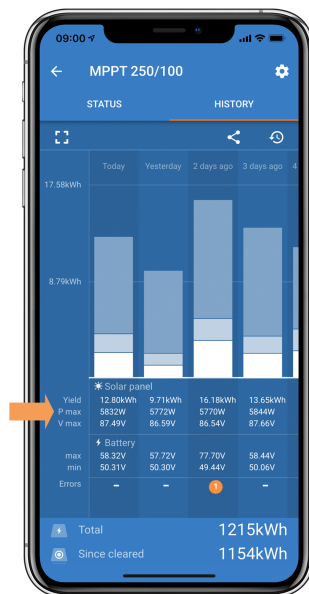 09:00
MPPT 250/100
STATUS HISTORY
Today Yesterday 2 days ago 3 days ago 4
17.58kWh
8.79kWh
Solar panel
Yield 12.80kWh 9.71kWh 16.18kWh 13.65kWh
P max 5832W 5772W 5770W 5844W
V max 87.49V 86.59V 86.54V 87.66V
Battery
max 58.32V 57.72V 77.70V 58.44V
min 50.31V 50.30V 49.44V 50.06V
Errors – – 1 –
Total 1215kWh
Since cleared 1154kWh